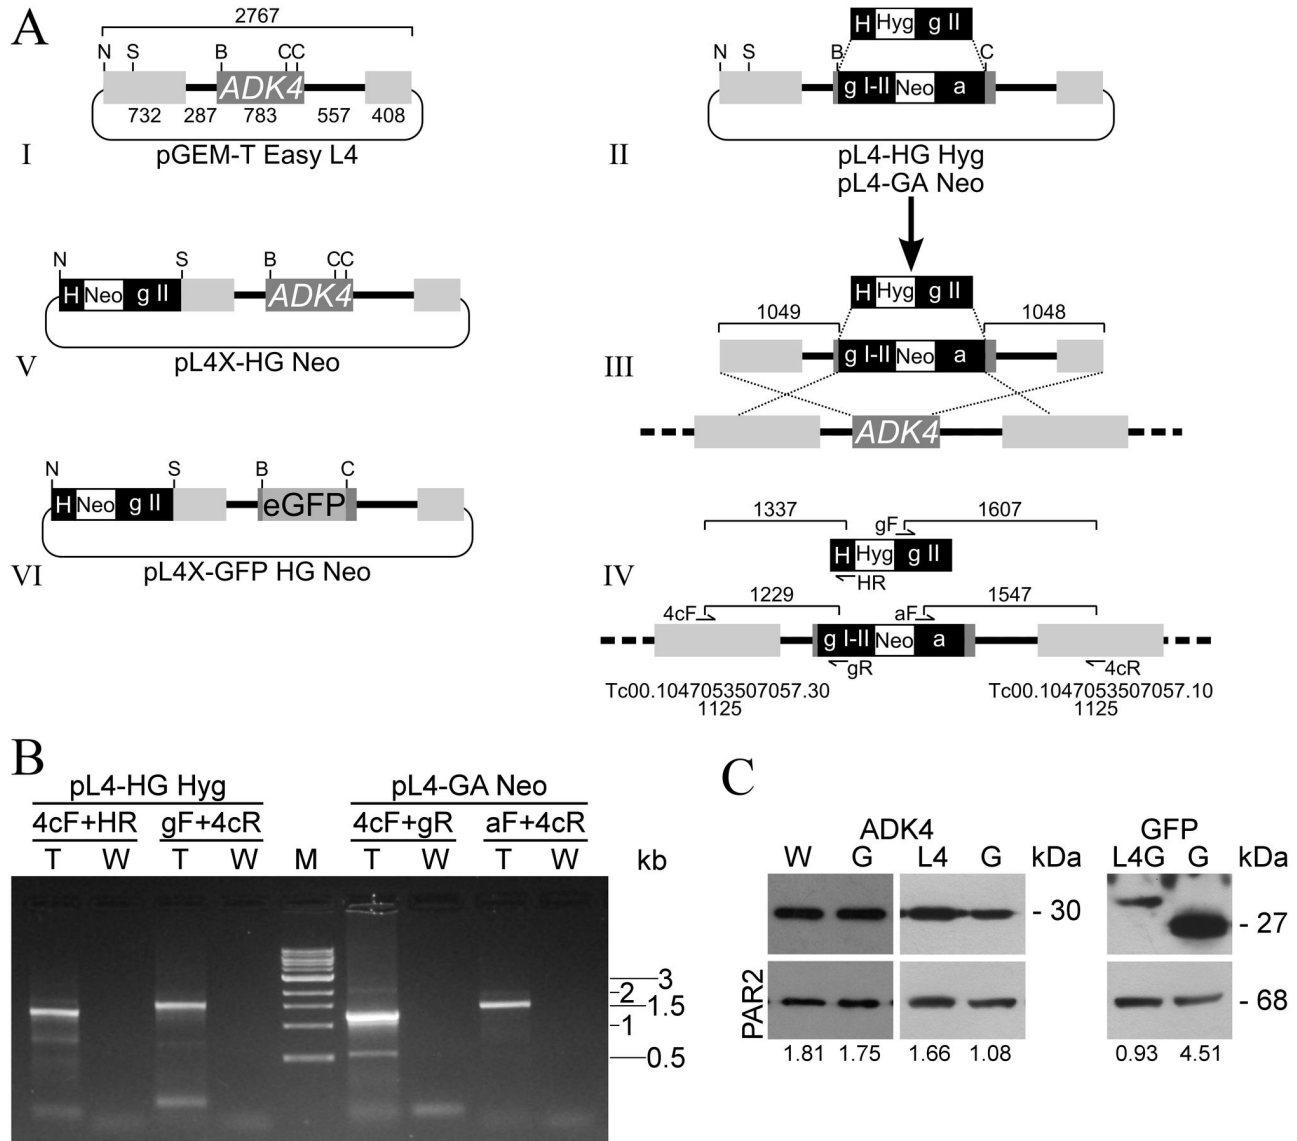 A
2767
N S B CC
ADK4
732 287 783 557 408
I
pGEM-T Easy L4
H Hyg g II
N S B C
g I-II Neo a
II
pL4-HG Hyg
pL4-GA Neo
N S B CC
H Neo g II ADK4
V
pL4X-HG Neo
H Hyg g II
1049 1048
g I-II Neo a
III
ADK4
N S B C
H Neo g II eGFP
VI
pL4X-GFP HG Neo
1337 gF 1607
H Hyg g II
IV
HR
1229 1547
4cF aF
g I-II Neo a
gR 4cR
Tc00.1047053507057.30 Tc00.1047053507057.10
1125 1125
B
pL4-HG Hyg pL4-GA Neo
4cF+HR gF+4cR 4cF+gR aF+4cR
T W T W M T W T W kb
3
2
1.5
1
0.5
C
ADK4 GFP
W G L4 G kDa L4G G kDa
- 30 - 27
PAR2
- 68
1.81 1.75 1.66 1.08 0.93 4.51